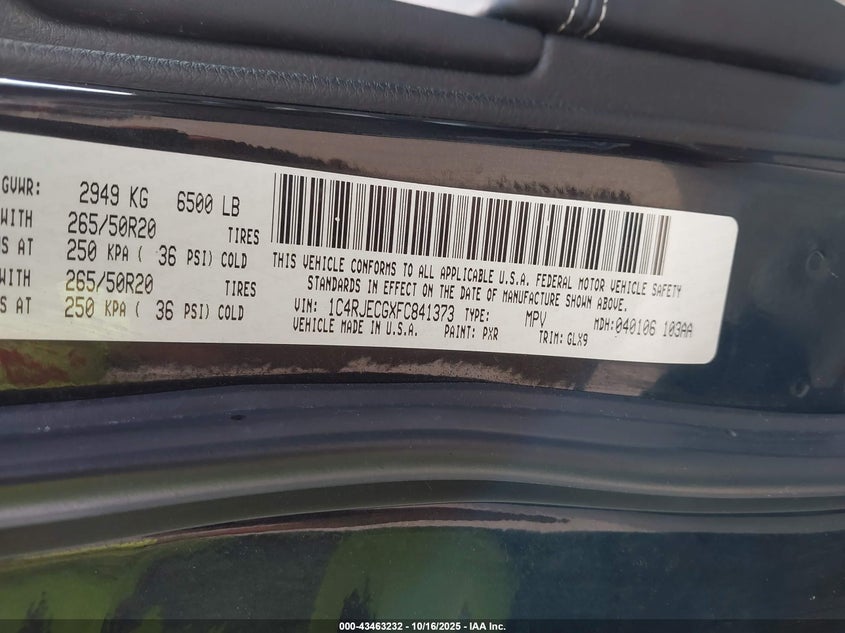 GVWR: 2949 KG 6500 LB
WITH 265/50R20 TIRES
S AT 250 KPA ( 36 PSI) COLD
WITH 265/50R20 TIRES
S AT 250 KPA ( 36 PSI) COLD
THIS VEHICLE CONFORMS TO ALL APPLICABLE U.S.A. FEDERAL MOTOR VEHICLE SAFETY
STANDARDS IN EFFECT ON THE DATE OF MANUFACTURE SHOWN ABOVE.
VIN: 1C4RJECGXFC841373 TYPE: MPV MDH:040106 103AA
VEHICLE MADE IN U.S.A. PAINT: PXR TRIM: GLX9
000-43463232 - 10/16/2025 - IAA Inc.